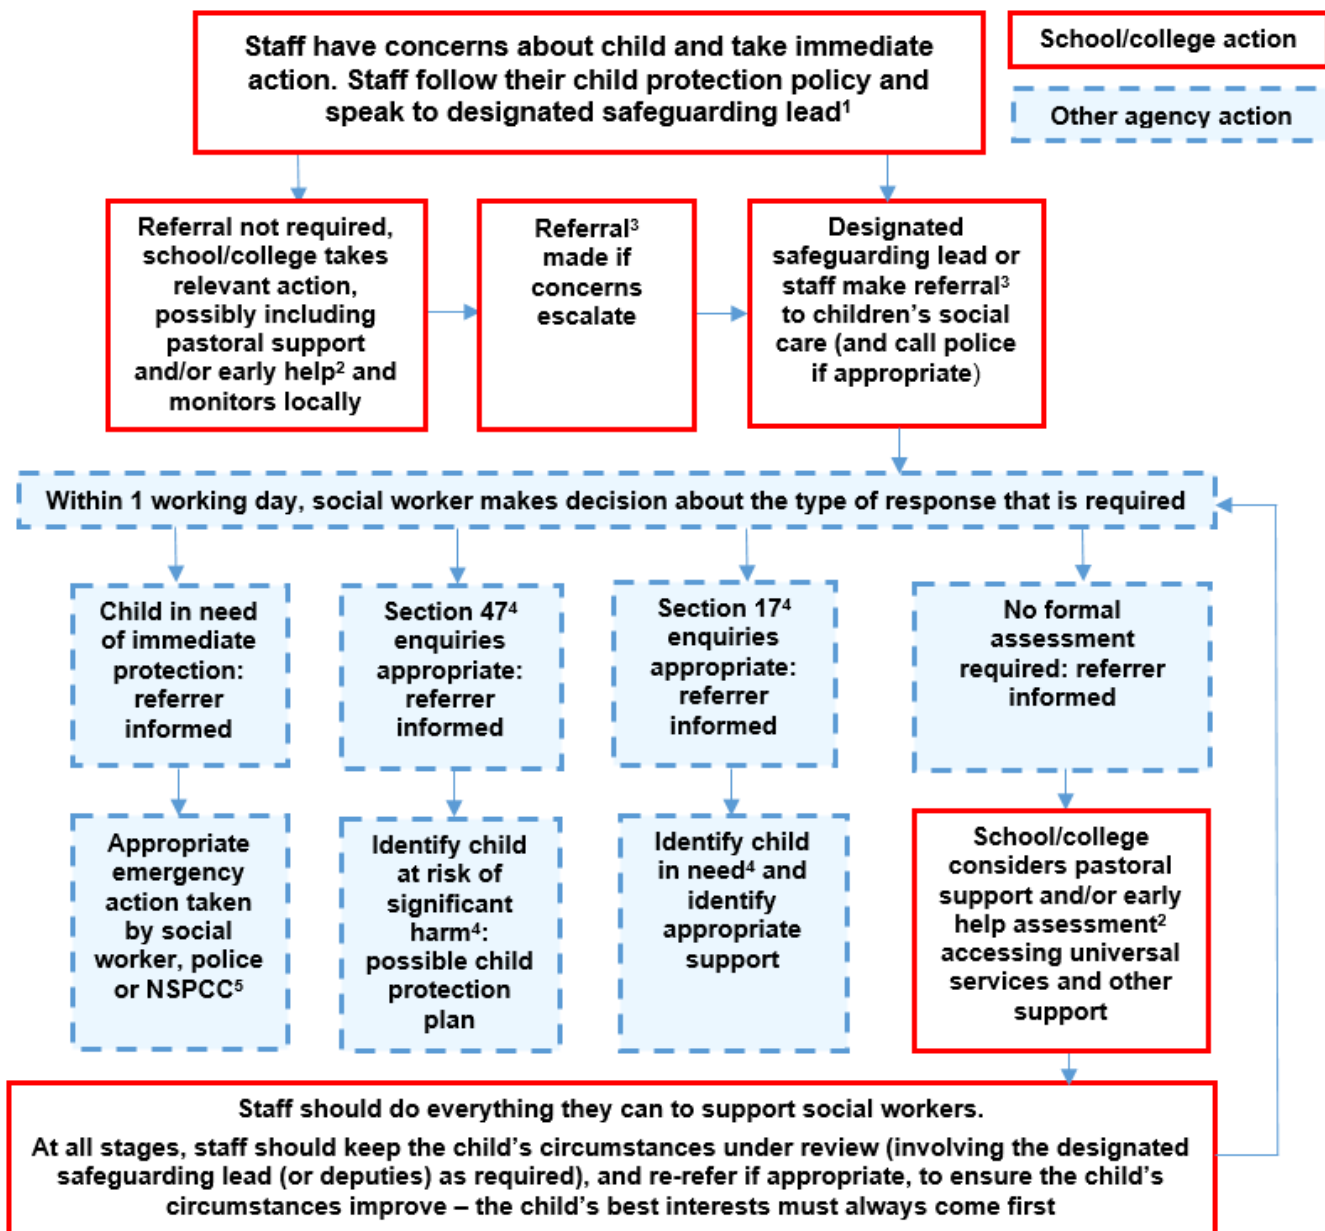 Staff have concerns about child and take immediate
action. Staff follow their child protection policy and
speak to designated safeguarding lead¹
School/college action
Other agency action
Referral not required,
school/college takes
relevant action,
possibly including
pastoral support
and/or early help² and
monitors locally
Referral³
made if
concerns
escalate
Designated
safeguarding lead or
staff make referral³
to children’s social
care (and call police
if appropriate)
Within 1 working day, social worker makes decision about the type of response that is required
Child in need
of immediate
protection:
referrer
informed
Section 47⁴
enquiries
appropriate:
referrer
informed
Section 17⁴
enquiries
appropriate:
referrer
informed
No formal
assessment
required: referrer
informed
Appropriate
emergency
action taken
by social
worker, police
or NSPCC⁵
Identify child
at risk of
significant
harm⁴:
possible child
protection
plan
Identify child
in need⁴ and
identify
appropriate
support
School/college
considers pastoral
support and/or early
help assessment²
accessing universal
services and other
support
Staff should do everything they can to support social workers.
At all stages, staff should keep the child’s circumstances under review (involving the designated
safeguarding lead (or deputies) as required), and re-refer if appropriate, to ensure the child’s
circumstances improve – the child’s best interests must always come first